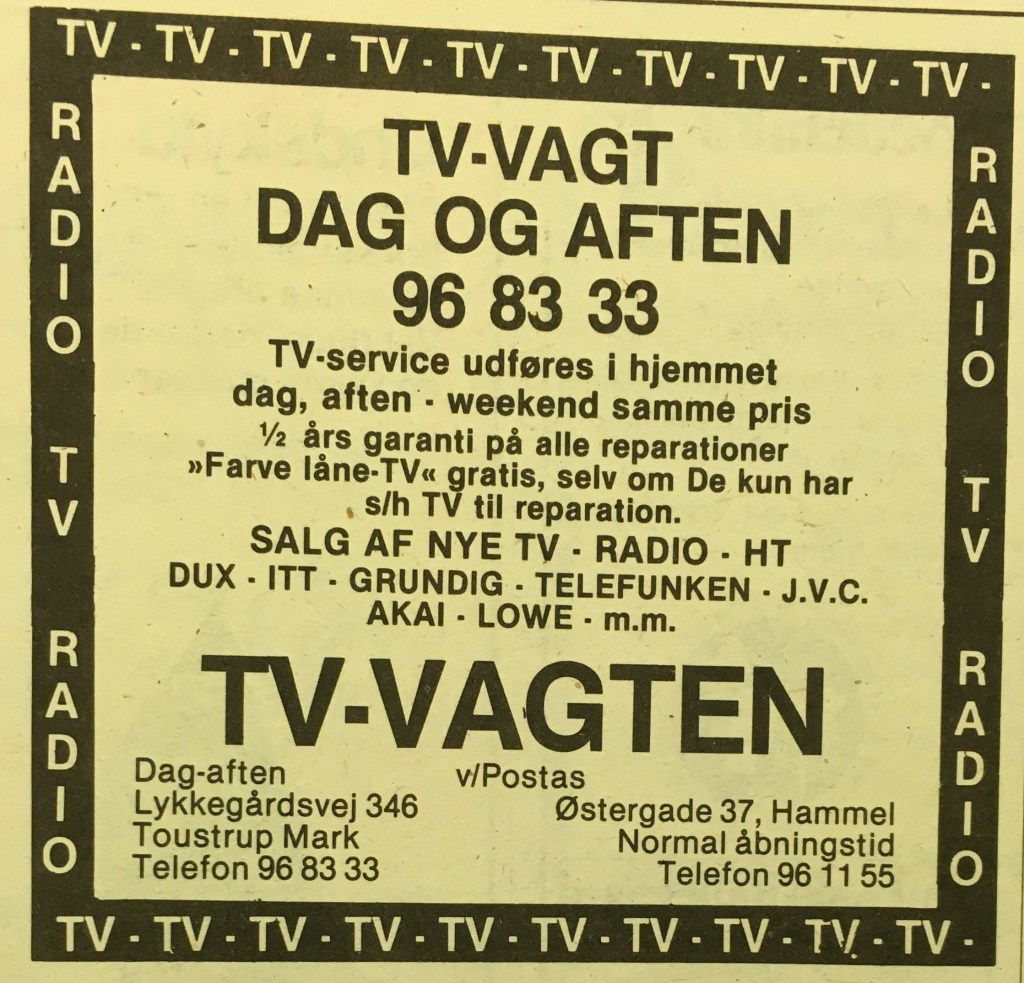 TV - TV - TV - TV - TV - TV - TV - TV - TV - TV -
RADIO TV RADIO
TV-VAGT
DAG OG AFTEN
96 83 33
TV-service udføres i hjemmet
dag, aften - weekend samme pris
½ års garanti på alle reparationer
»Farve låne-TV« gratis, selv om De kun har
s/h TV til reparation.
SALG AF NYE TV - RADIO - HT
DUX - ITT - GRUNDIG - TELEFUNKEN - J.V.C.
AKAI - LOWE - m.m.
TV-VAGTEN
Dag-aften
Lykkegårdsvej 346
Toustrup Mark
Telefon 96 83 33
v/Postas
Østergade 37, Hammel
Normal åbningstid
Telefon 96 11 55
RADIO TV RADIO
TV - TV - TV - TV - TV - TV - TV - TV - TV - TV -